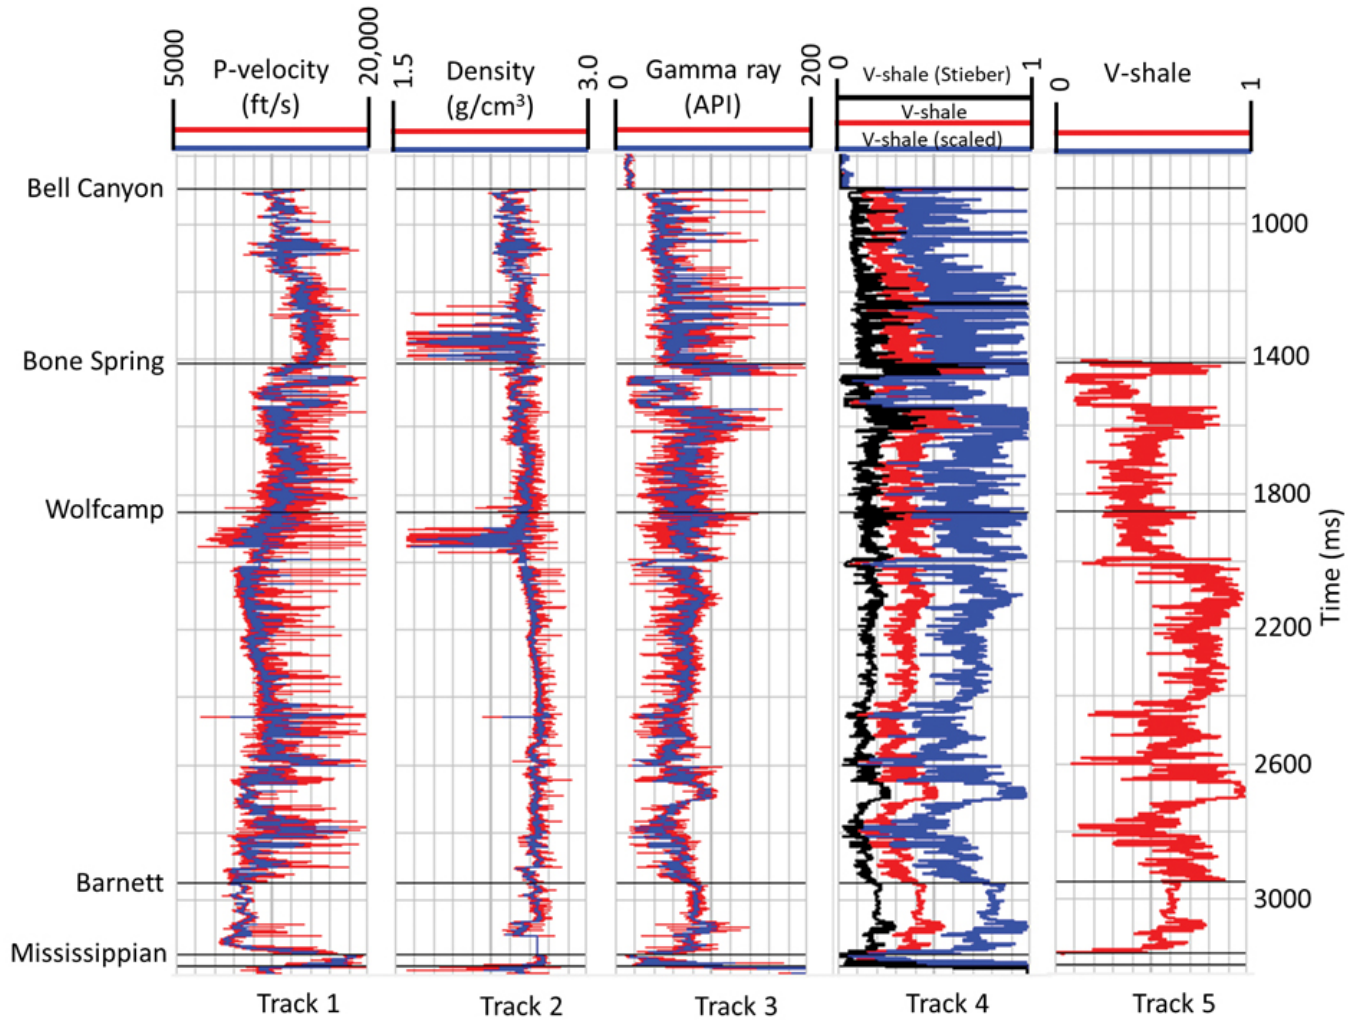 5000
P-velocity
(ft/s)
20,000
1.5
Density
(g/cm³)
3.0
0
Gamma ray
(API)
200
0
V-shale (Stieber)
V-shale
V-shale (scaled)
1
0
V-shale
1
Bell Canyon
Bone Spring
Wolfcamp
Barnett
Mississippian
1000
1400
1800
2200
2600
3000
Time (ms)
Track 1
Track 2
Track 3
Track 4
Track 5